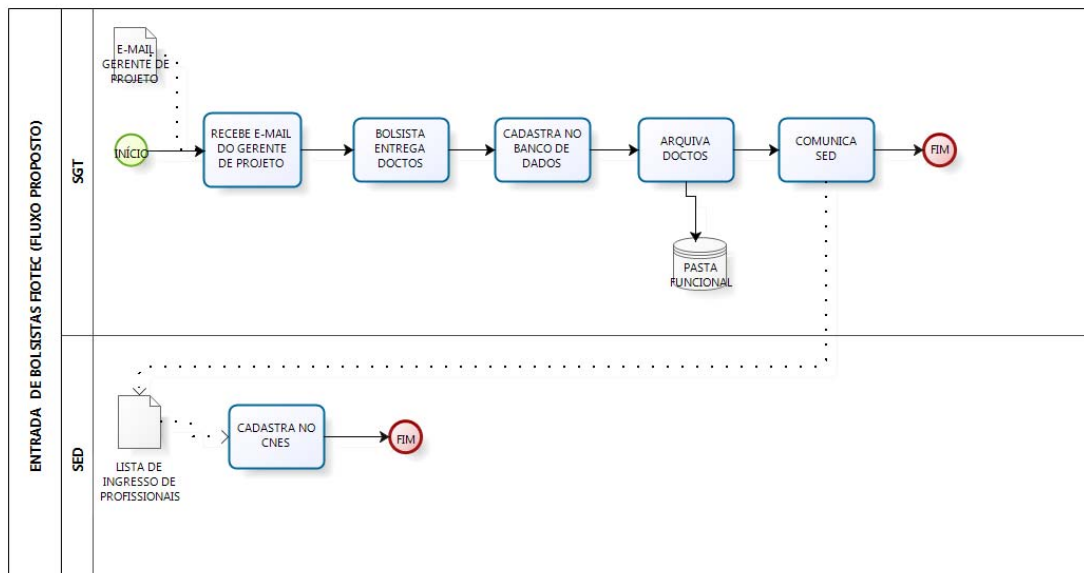 ENTRADA DE BOLSISTAS FIOTEC (FLUXO PROPOSTO)
SGT
E-MAIL
GERENTE DE
PROJETO
INÍCIO
RECEBE E-MAIL
DO GERENTE
DE PROJETO
BOLSISTA
ENTREGA
DOCTOS
CADASTRA NO
BANCO DE
DADOS
ARQUIVA
DOCTOS
COMUNICA
SED
FIM
PASTA
FUNCIONAL
SED
LISTA DE
INGRESSO DE
PROFISSIONAIS
CADASTRA NO
CNES
FIM